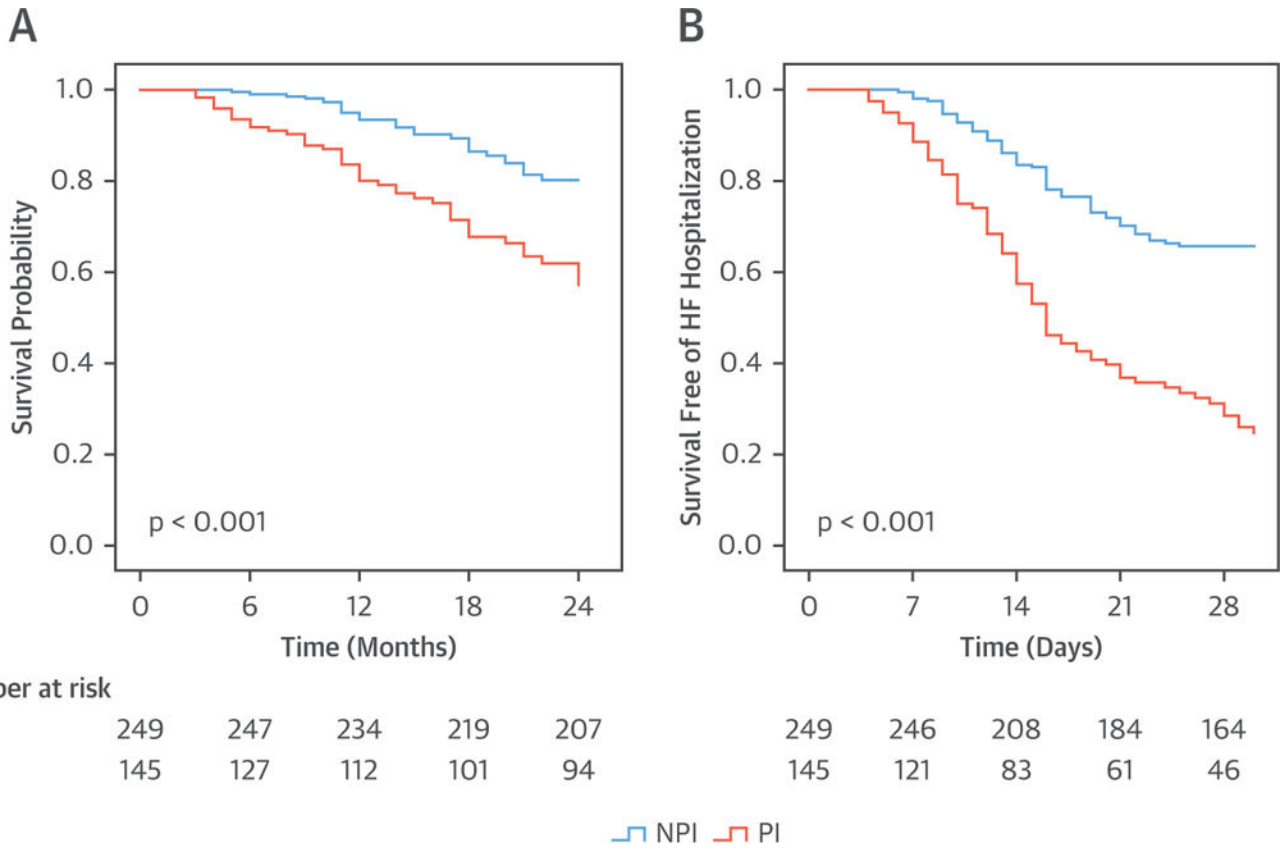 A
Survival Probability
1.0
0.8
0.6
0.4
0.2
0.0
p < 0.001
0 6 12 18 24
Time (Months)
B
Survival Free of HF Hospitalization
1.0
0.8
0.6
0.4
0.2
0.0
p < 0.001
0 7 14 21 28
Time (Days)
per at risk
249 247 234 219 207
145 127 112 101 94
249 246 208 184 164
145 121 83 61 46
NPI PI